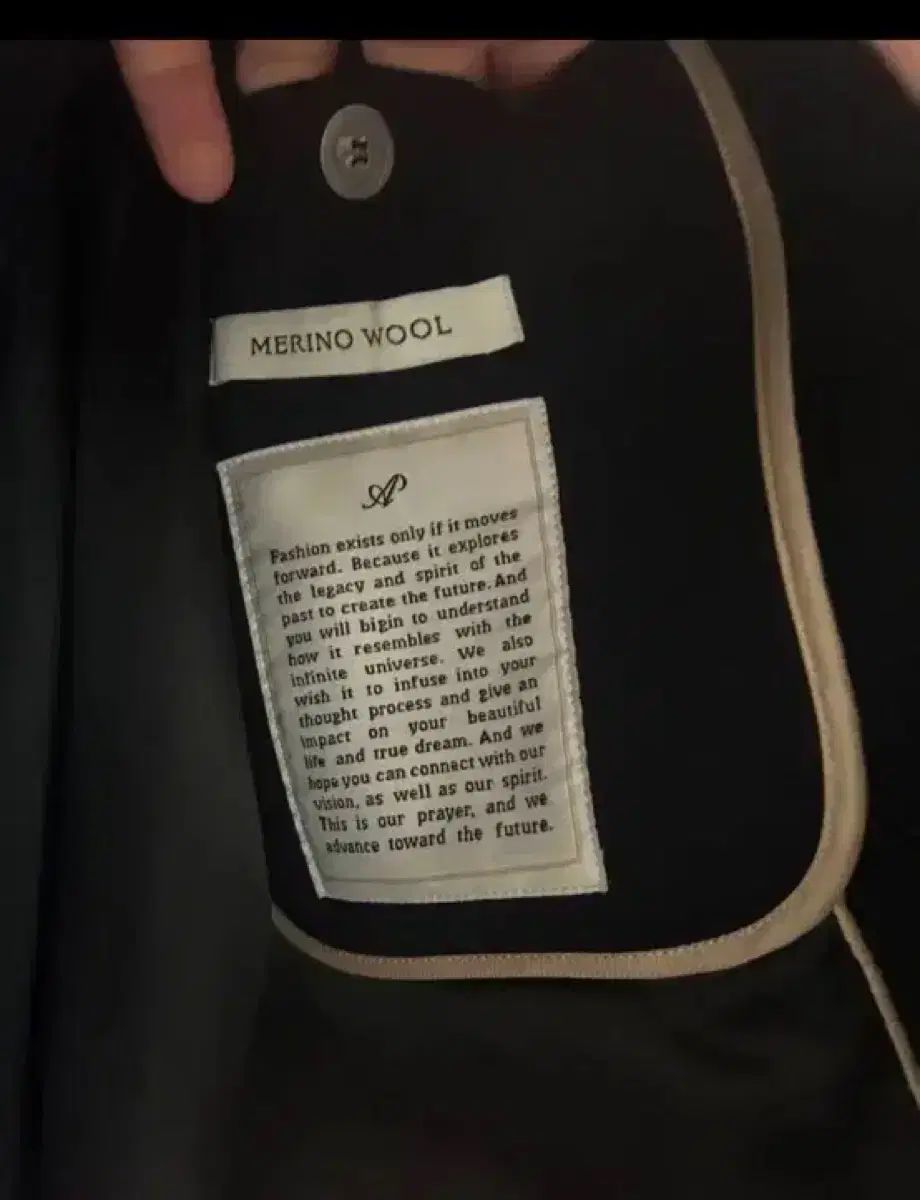 MERINO WOOL
AP
Fashion exists only if it moves
forward. Because it explores
the legacy and spirit of the
past to create the future. And
you will bigin to understand
how it resembles with the
infinite universe. We also
wish it to infuse into your
thought process and give an
impact on your beautiful
life and true dream. And we
hope you can connect with our
vision, as well as our spirit.
This is our prayer, and we
advance toward the future.